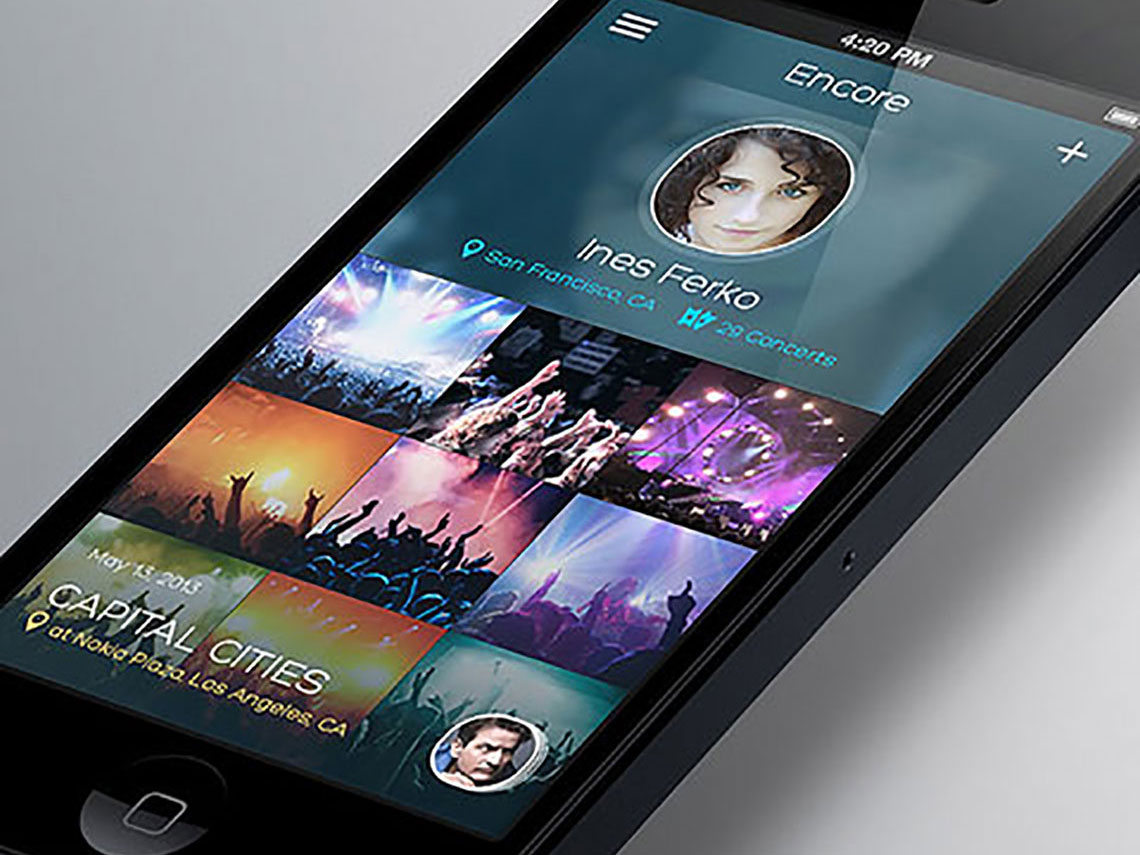 4:20 PM
Encore
Ines Ferko
San Francisco, CA 29 Concerts
May 13, 2013
CAPITAL CITIES
at Nokia Plaza, Los Angeles, CA